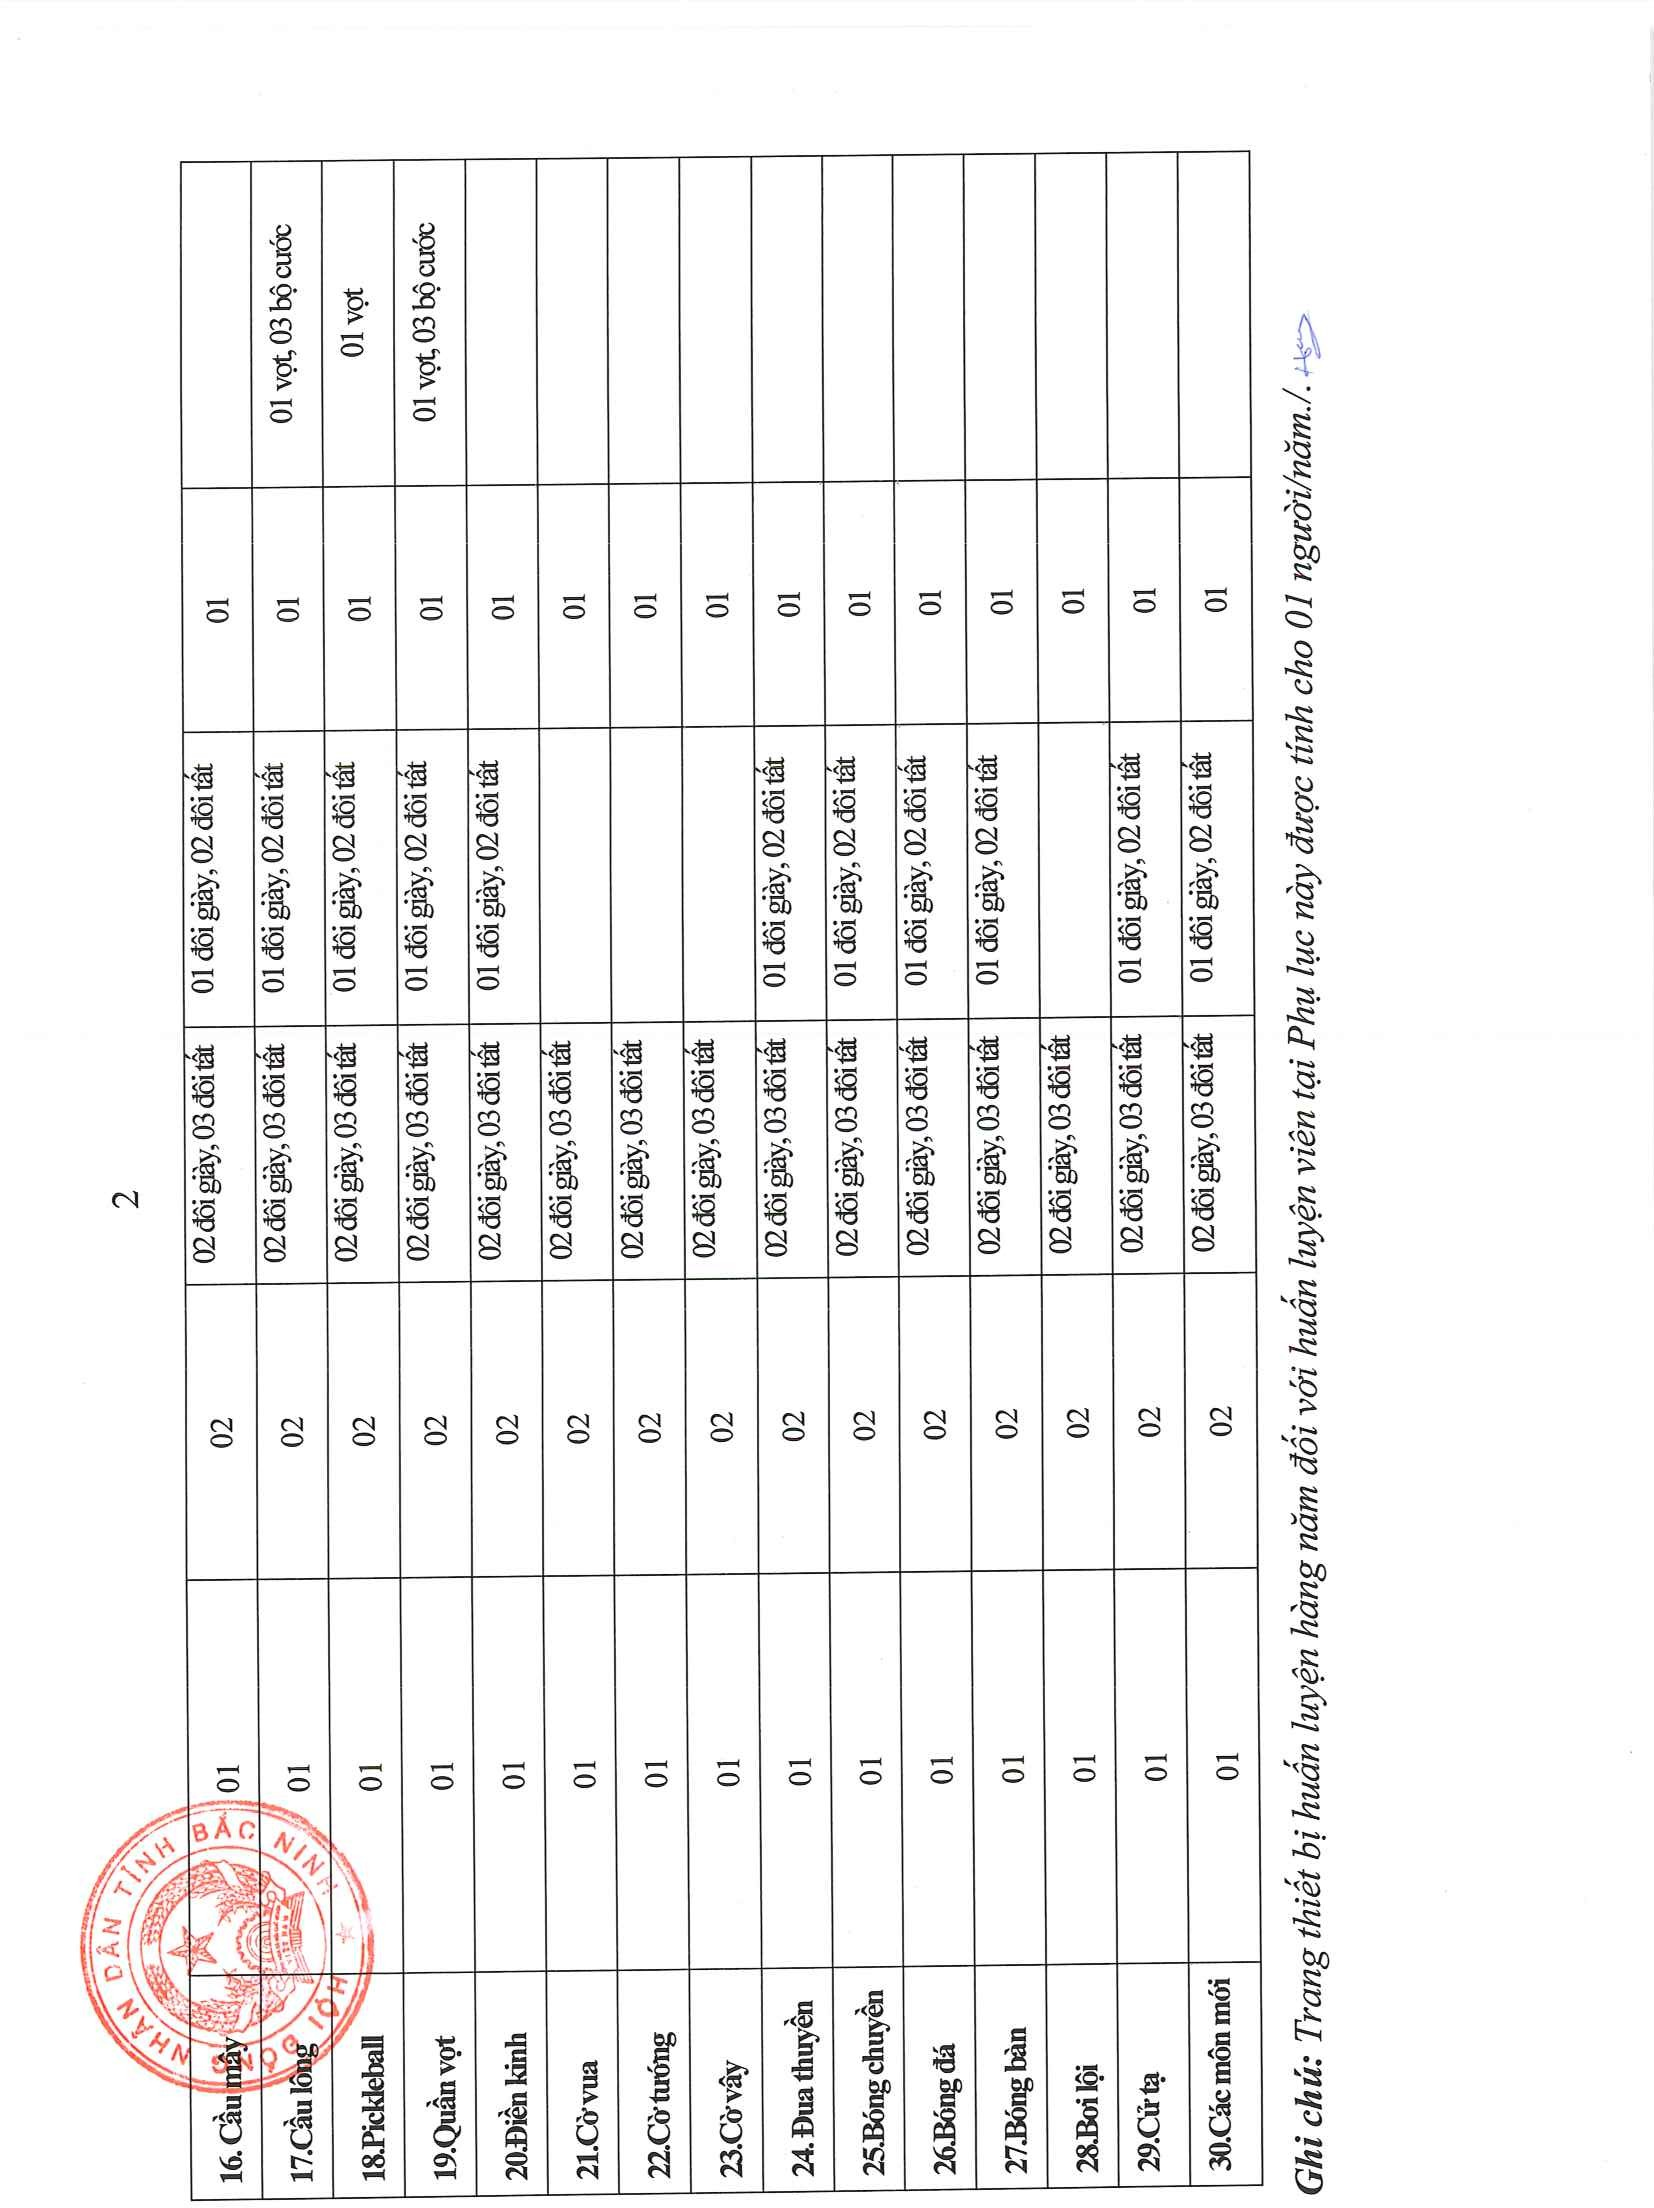 2
16. Cầu mây 01 02 02 đôi giày, 03 đôi tất 01 đôi giày, 02 đôi tất 01
17.Cầu lông 01 02 02 đôi giày, 03 đôi tất 01 đôi giày, 02 đôi tất 01 01 vợt, 03 bộ cước
18.Pickleball 01 02 02 đôi giày, 03 đôi tất 01 đôi giày, 02 đôi tất 01 01 vợt
19.Quần vợt 01 02 02 đôi giày, 03 đôi tất 01 đôi giày, 02 đôi tất 01 01 vợt, 03 bộ cước
20.Điền kinh 01 02 02 đôi giày, 03 đôi tất 01 đôi giày, 02 đôi tất 01
21.Cờ vua 01 02 02 đôi giày, 03 đôi tất 01
22.Cờ tướng 01 02 02 đôi giày, 03 đôi tất 01
23.Cờ vây 01 02 02 đôi giày, 03 đôi tất 01
24. Đua thuyền 01 02 02 đôi giày, 03 đôi tất 01 đôi giày, 02 đôi tất 01
25.Bóng chuyền 01 02 02 đôi giày, 03 đôi tất 01 đôi giày, 02 đôi tất 01
26.Bóng đá 01 02 02 đôi giày, 03 đôi tất 01 đôi giày, 02 đôi tất 01
27.Bóng bàn 01 02 02 đôi giày, 03 đôi tất 01 đôi giày, 02 đôi tất 01
28.Bơi lội 01 02 02 đôi giày, 03 đôi tất 01
29.Cử tạ 01 02 02 đôi giày, 03 đôi tất 01 đôi giày, 02 đôi tất 01
30.Các môn mới 01 02 02 đôi giày, 03 đôi tất 01 đôi giày, 02 đôi tất 01
Ghi chú: Trang thiết bị huấn luyện hàng năm đối với huấn luyện viên tại Phụ lục này được tính cho 01 người/năm./.
HỘI ĐỒNG NHÂN DÂN TỈNH BẮC NINH